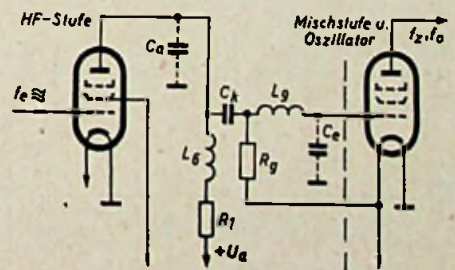 HF-Stufe
Mischstufe u.
Oszillator
fz, fo
Ca
fe
Ck
Lg
Ce
L6
Rg
R1
+Ua